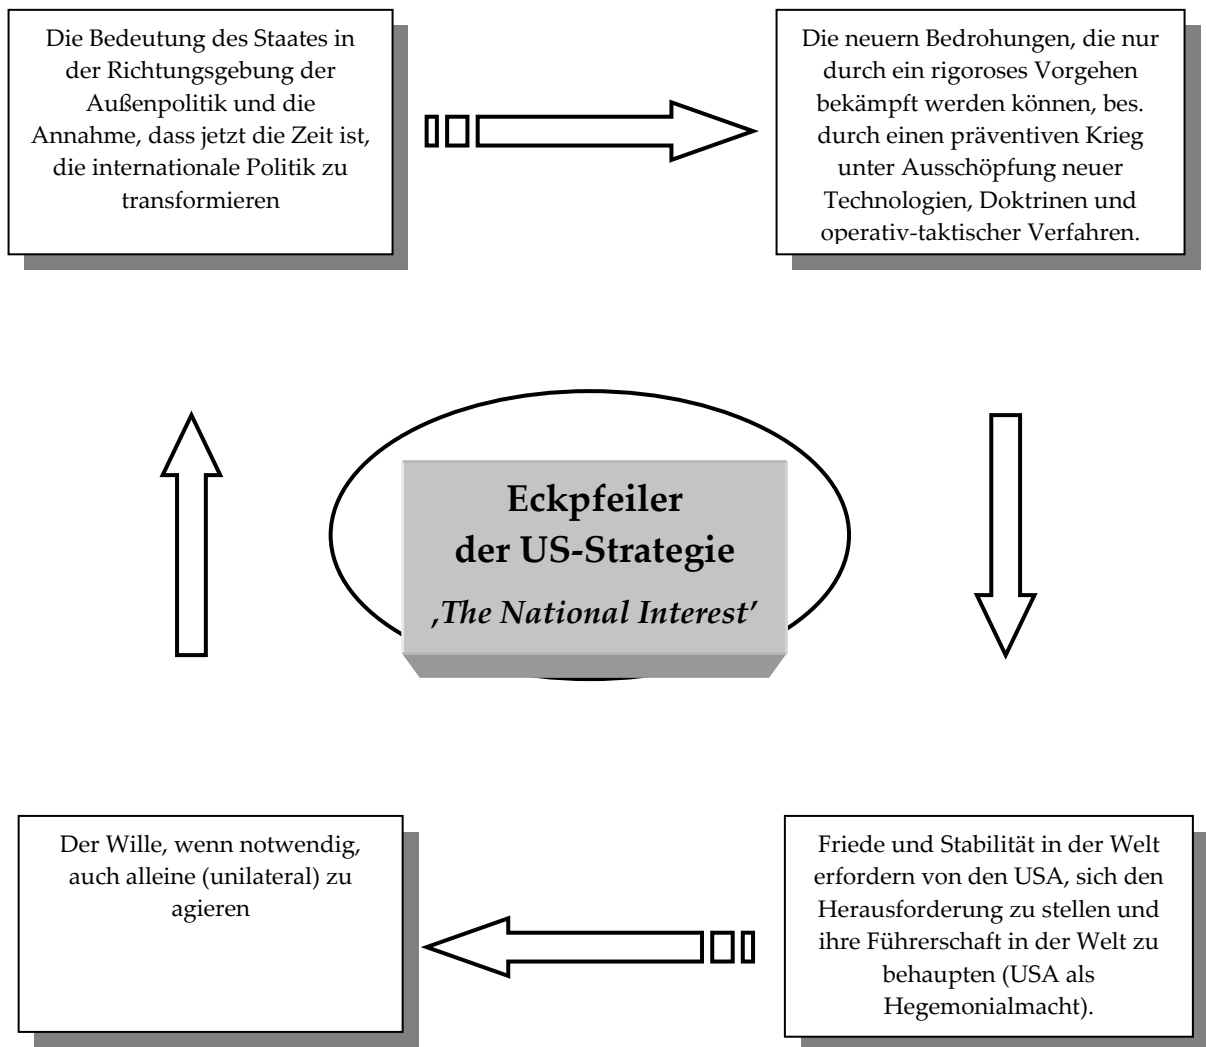 Die Bedeutung des Staates in
der Richtungsgebung der
Außenpolitik und die
Annahme, dass jetzt die Zeit ist,
die internationale Politik zu
transformieren
Die neuern Bedrohungen, die nur
durch ein rigoroses Vorgehen
bekämpft werden können, bes.
durch einen präventiven Krieg
unter Ausschöpfung neuer
Technologien, Doktrinen und
operativ-taktischer Verfahren.
Eckpfeiler
der US-Strategie
‚The National Interest’
Der Wille, wenn notwendig,
auch alleine (unilateral) zu
agieren
Friede und Stabilität in der Welt
erfordern von den USA, sich den
Herausforderung zu stellen und
ihre Führerschaft in der Welt zu
behaupten (USA als
Hegemonialmacht).